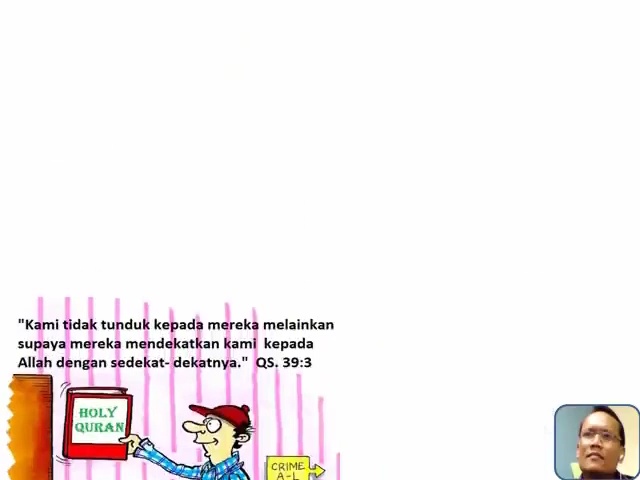 "Kami tidak tunduk kepada mereka melainkan
supaya mereka mendekatkan kami  kepada
Allah dengan sedekat- dekatnya."  QS. 39:3
HOLY
QURAN
CRIME
A-L